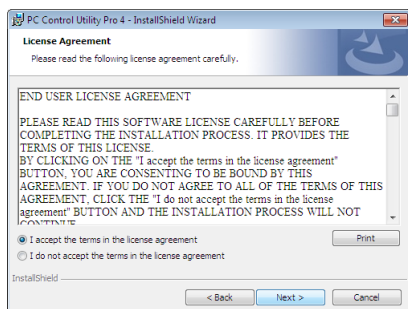 PC Control Utility Pro 4 - InstallShield Wizard
License Agreement
Please read the following license agreement carefully.
END USER LICENSE AGREEMENT
PLEASE READ THIS SOFTWARE LICENSE CAREFULLY BEFORE
COMPLETING THE INSTALLATION PROCESS. IT PROVIDES THE
TERMS OF THIS LICENSE.
BY CLICKING ON THE "I accept the terms in the license agreement"
BUTTON, YOU ARE CONSENTING TO BE BOUND BY THIS
AGREEMENT. IF YOU DO NOT AGREE TO ALL OF THE TERMS OF THIS
AGREEMENT, CLICK THE "I do not accept the terms in the license
agreement" BUTTON AND THE INSTALLATION PROCESS WILL NOT
CONTINUE
I accept the terms in the license agreement
Print
I do not accept the terms in the license agreement
InstallShield
< Back
Next >
Cancel